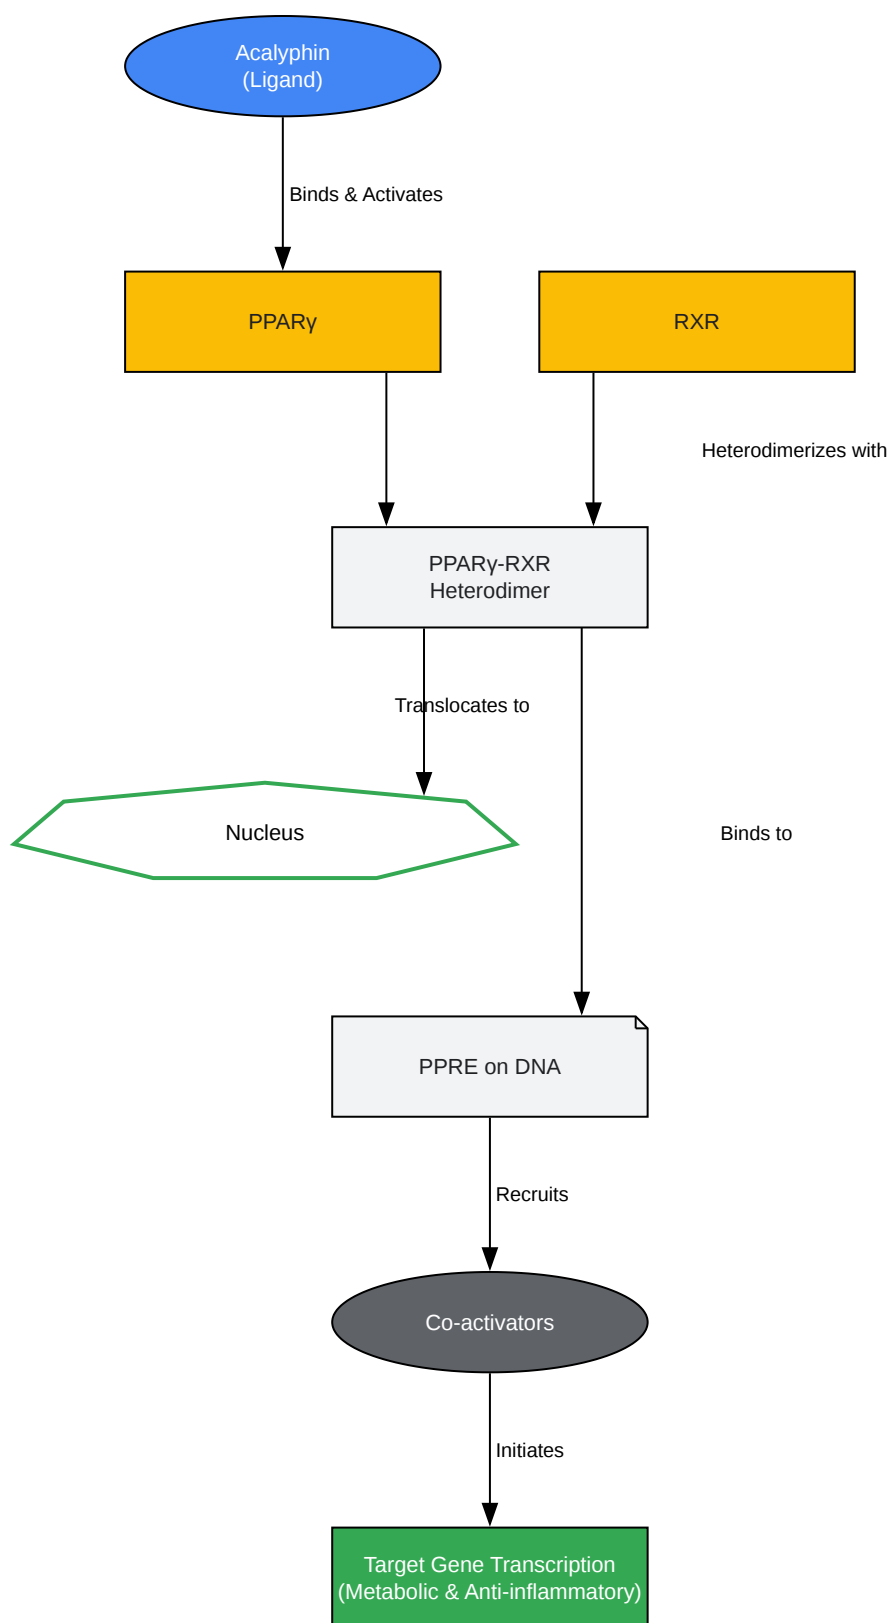 Acalyphin
(Ligand)
Binds & Activates
PPARγ
RXR
Heterodimerizes with
PPARγ-RXR
Heterodimer
Translocates to
Nucleus
Binds to
PPRE on DNA
Recruits
Co-activators
Initiates
Target Gene Transcription
(Metabolic & Anti-inflammatory)